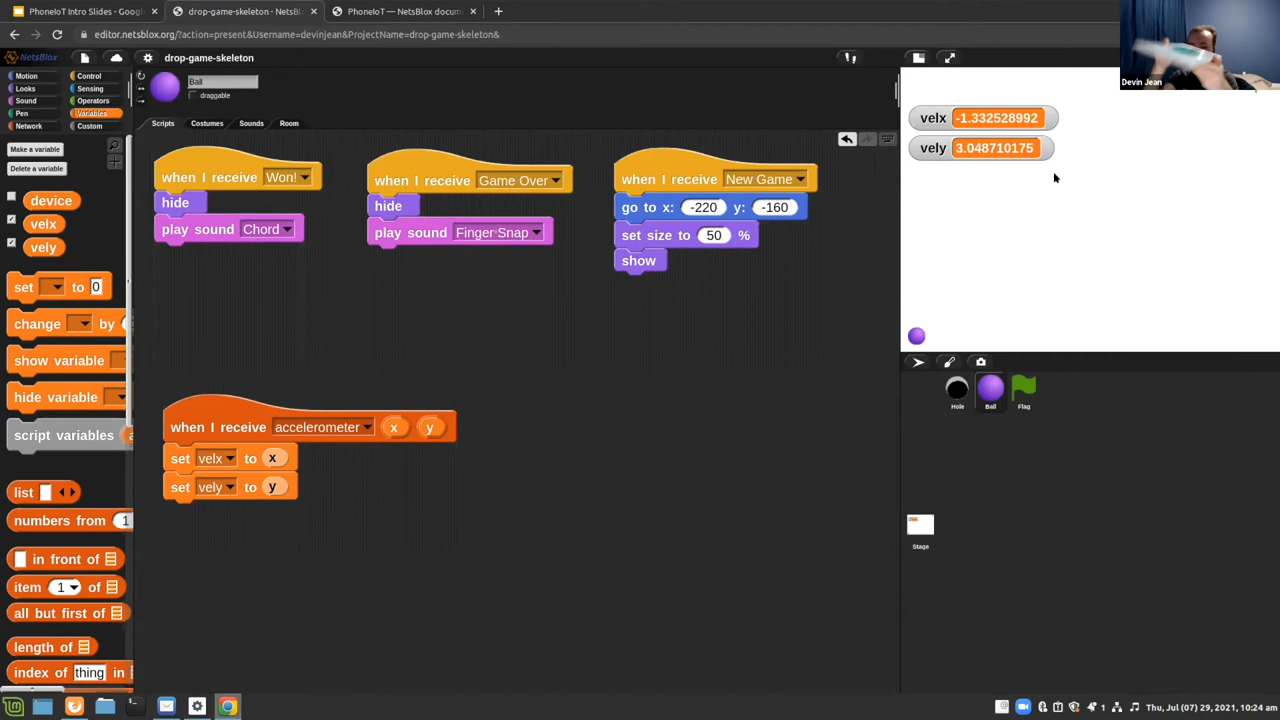 PhoneIoT Intro Slides - Goog
drop-game-skeleton - NetsBl
PhoneIoT — NetsBlox docum
editor.netsblox.org/?action=present&Username=devinjean&ProjectName=drop-game-skeleton&
Devin Jean
NetsBlox
drop-game-skeleton
Motion
Control
Looks
Sensing
Sound
Operators
Pen
Variables
Network
Custom
Ball
draggable
Scripts
Costumes
Sounds
Room
Make a variable
Delete a variable
device
velx
vely
set to 0
change by
show variable
hide variable
script variables
list
numbers from 1
in front of
item 1 of
all but first of
length of
index of thing in
when I receive Won!
hide
play sound Chord
when I receive Game Over
hide
play sound Finger Snap
when I receive New Game
go to x: -220 y: -160
set size to 50 %
show
when I receive accelerometer x y
set velx to x
set vely to y
velx -1.332528992
vely 3.048710175
Hole
Ball
Flag
Stage
Thu, Jul (07) 29, 2021, 10:24 am